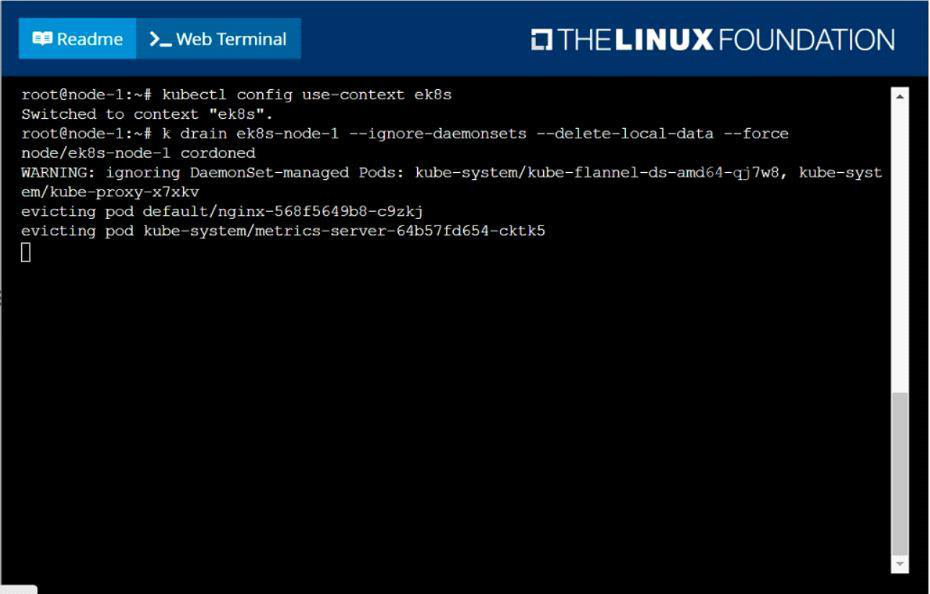 Readme
Web Terminal
THE LINUX FOUNDATION
root@node-1:~# kubectl config use-context ek8s
Switched to context "ek8s".
root@node-1:~# k drain ek8s-node-1 --ignore-daemonsets --delete-local-data --force
node/ek8s-node-1 cordoned
WARNING: ignoring DaemonSet-managed Pods: kube-system/kube-flannel-ds-amd64-qj7w8, kube-syst
em/kube-proxy-x7xkv
evicting pod default/nginx-568f5649b8-c9zkj
evicting pod kube-system/metrics-server-64b57fd654-cktk5